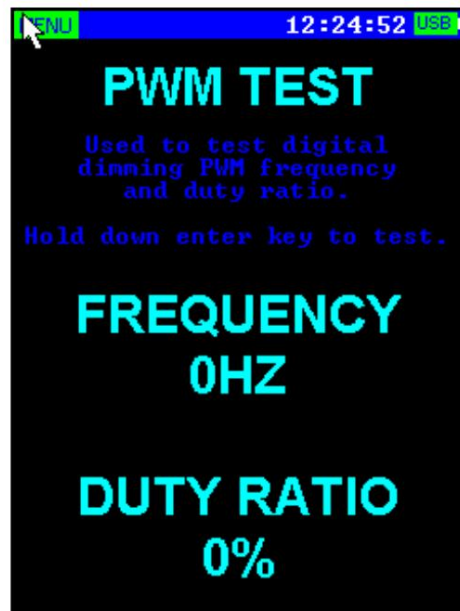 MENU 12:24:52 USB
PWM TEST
Used to test digital
dimming PWM frequency
and duty ratio.
Hold down enter key to test.
FREQUENCY
0HZ
DUTY RATIO
0%